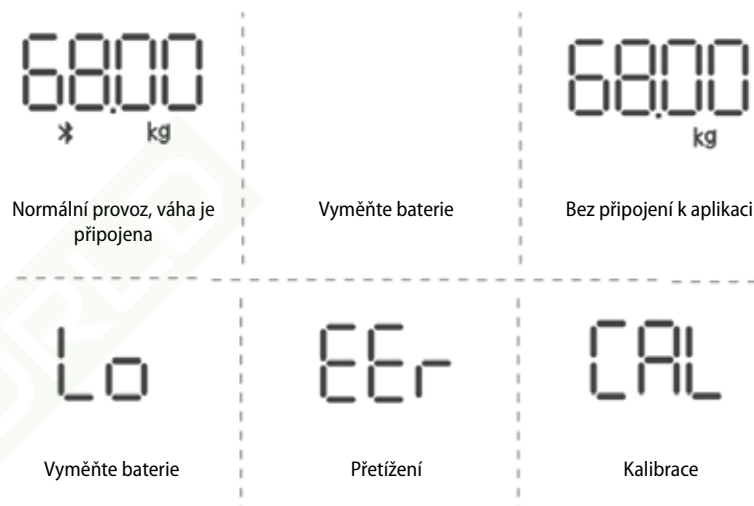 68.00
kg
68.00
kg
Normální provoz, váha je
připojena
Vyměňte baterie
Bez připojení k aplikaci
Lo
EEr
CAL
Vyměňte baterie
Přetížení
Kalibrace